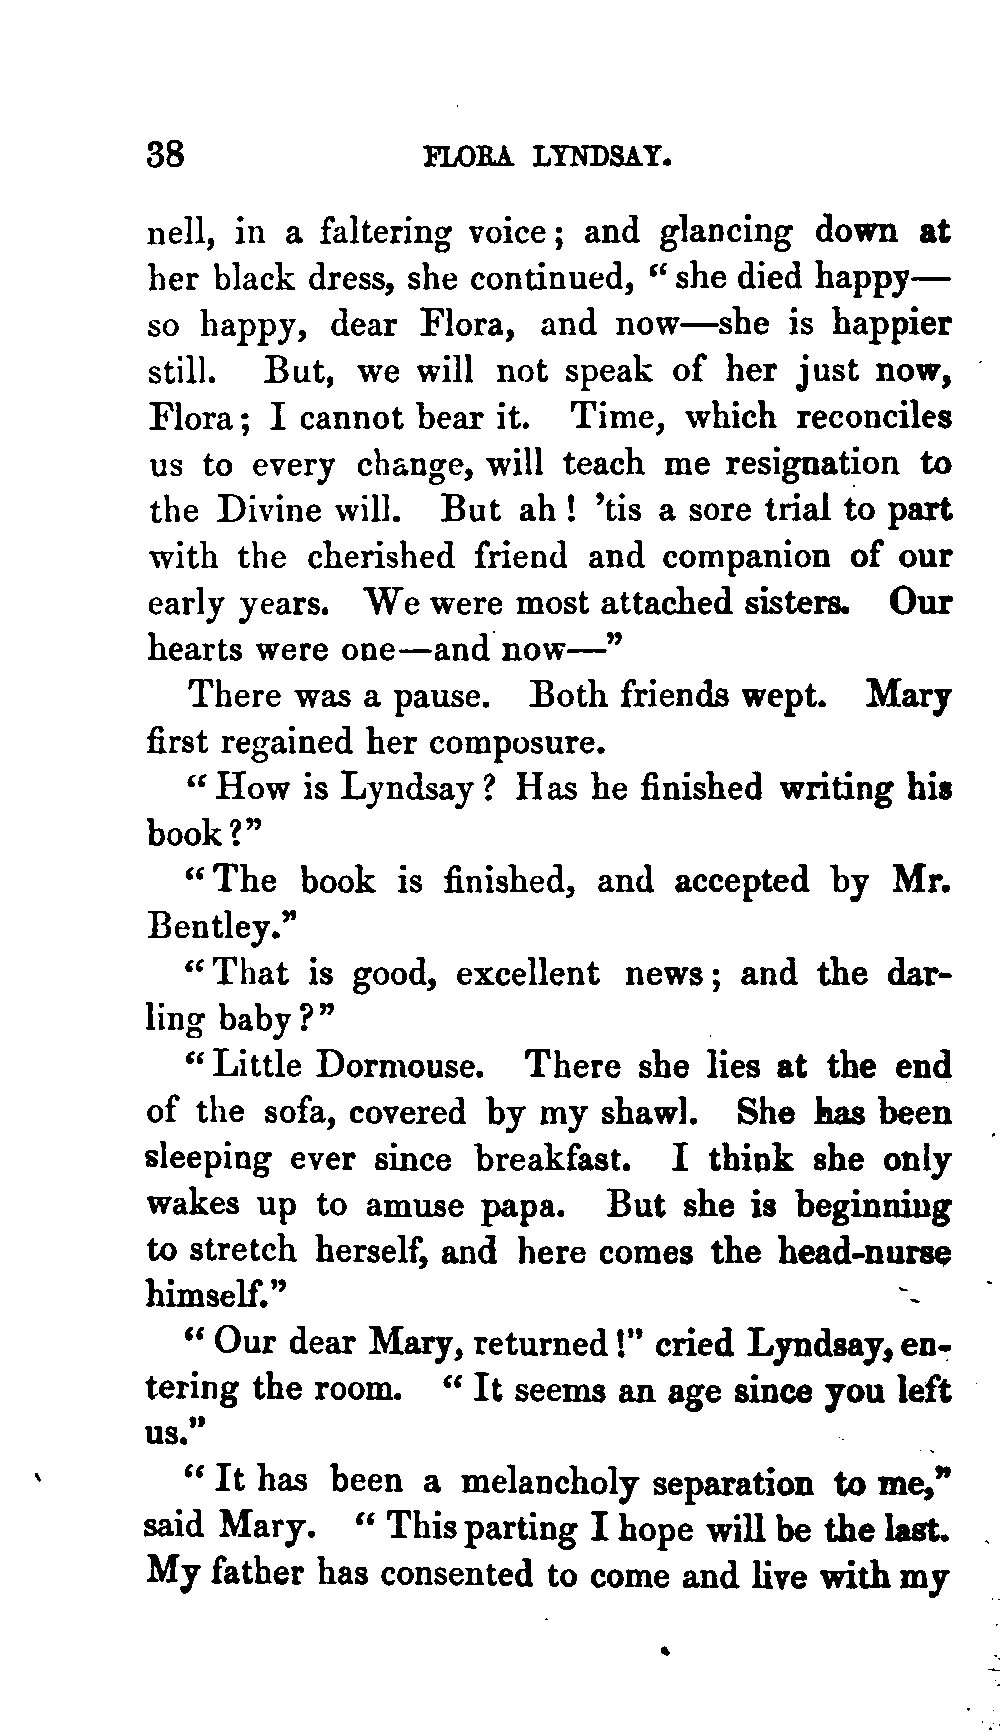 38 FLORA LYNDSAY.
nell, in a faltering voice; and glancing down at
her black dress, she continued, “ she died happy—
so happy, dear Flora, and now—she is happier
still. But, we will not speak of her just now,
Flora; I cannot bear it. Time, which reconciles
us to every change, will teach me resignation to
the Divine will. But ah ! ’tis a sore trial to part
with the cherished friend and companion of our
early years. We were most attached sisters. Our
hearts were one—and now—”
There was a pause. Both friends wept. Mary
first regained her composure.
“ How is Lyndsay ? Has he finished writing his
book ?”
“ The book is finished, and accepted by Mr.
Bentley.”
“ That is good, excellent news ; and the dar-
ling baby ?”
“ Little Dormouse. There she lies at the end
of the sofa, covered by my shawl. She has been
sleeping ever since breakfast. I think she only
wakes up to amuse papa. But she is beginning
to stretch herself, and here comes the head-nurse
himself.”
“ Our dear Mary, returned !” cried Lyndsay, en-
tering the room. “ It seems an age since you left
us.”
“ It has been a melancholy separation to me,”
said Mary. “ This parting I hope will be the last.
My father has consented to come and live with my